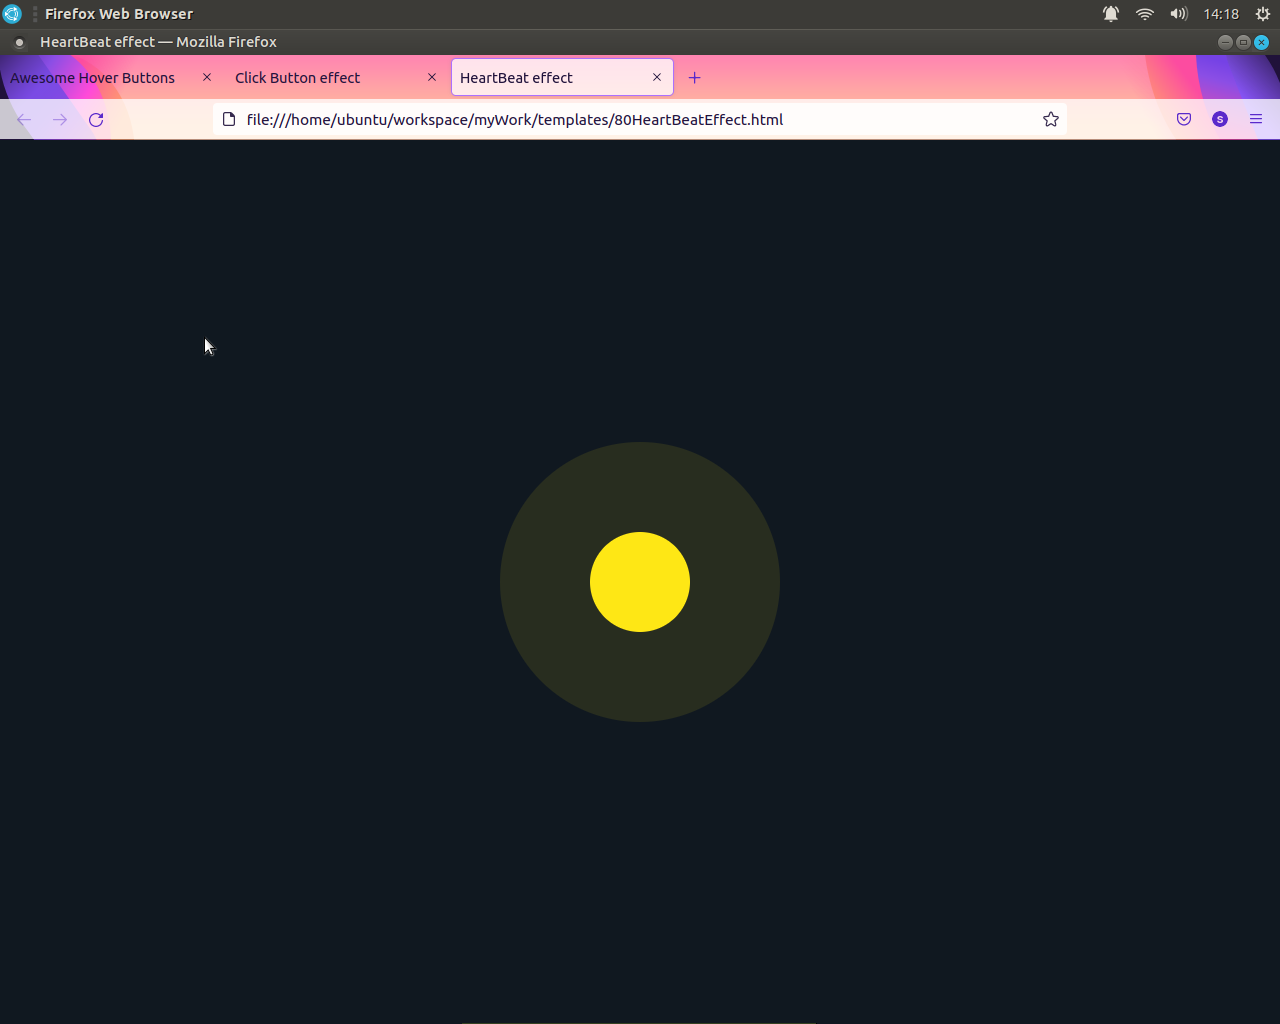 Firefox Web Browser
14:18
HeartBeat effect — Mozilla Firefox
Awesome Hover Buttons
Click Button effect
HeartBeat effect
file:///home/ubuntu/workspace/myWork/templates/80HeartBeatEffect.html
S